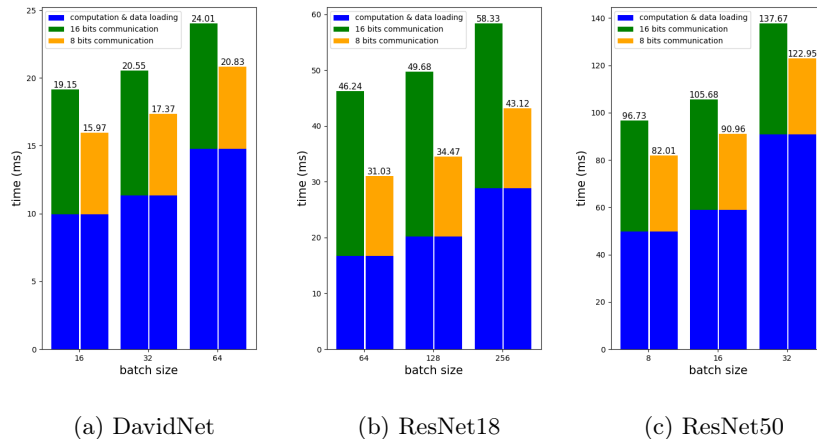 computation & data loading
16 bits communication
8 bits communication
25
20
15
10
5
0
time (ms)
19.15
15.97
20.55
17.37
24.01
20.83
16
32
64
batch size
(a) DavidNet
computation & data loading
16 bits communication
8 bits communication
60
50
40
30
20
10
0
time (ms)
46.24
31.03
49.68
34.47
58.33
43.12
64
128
256
batch size
(b) ResNet18
computation & data loading
16 bits communication
8 bits communication
140
120
100
80
60
40
20
0
time (ms)
96.73
82.01
105.68
90.96
137.67
122.95
8
16
32
batch size
(c) ResNet50